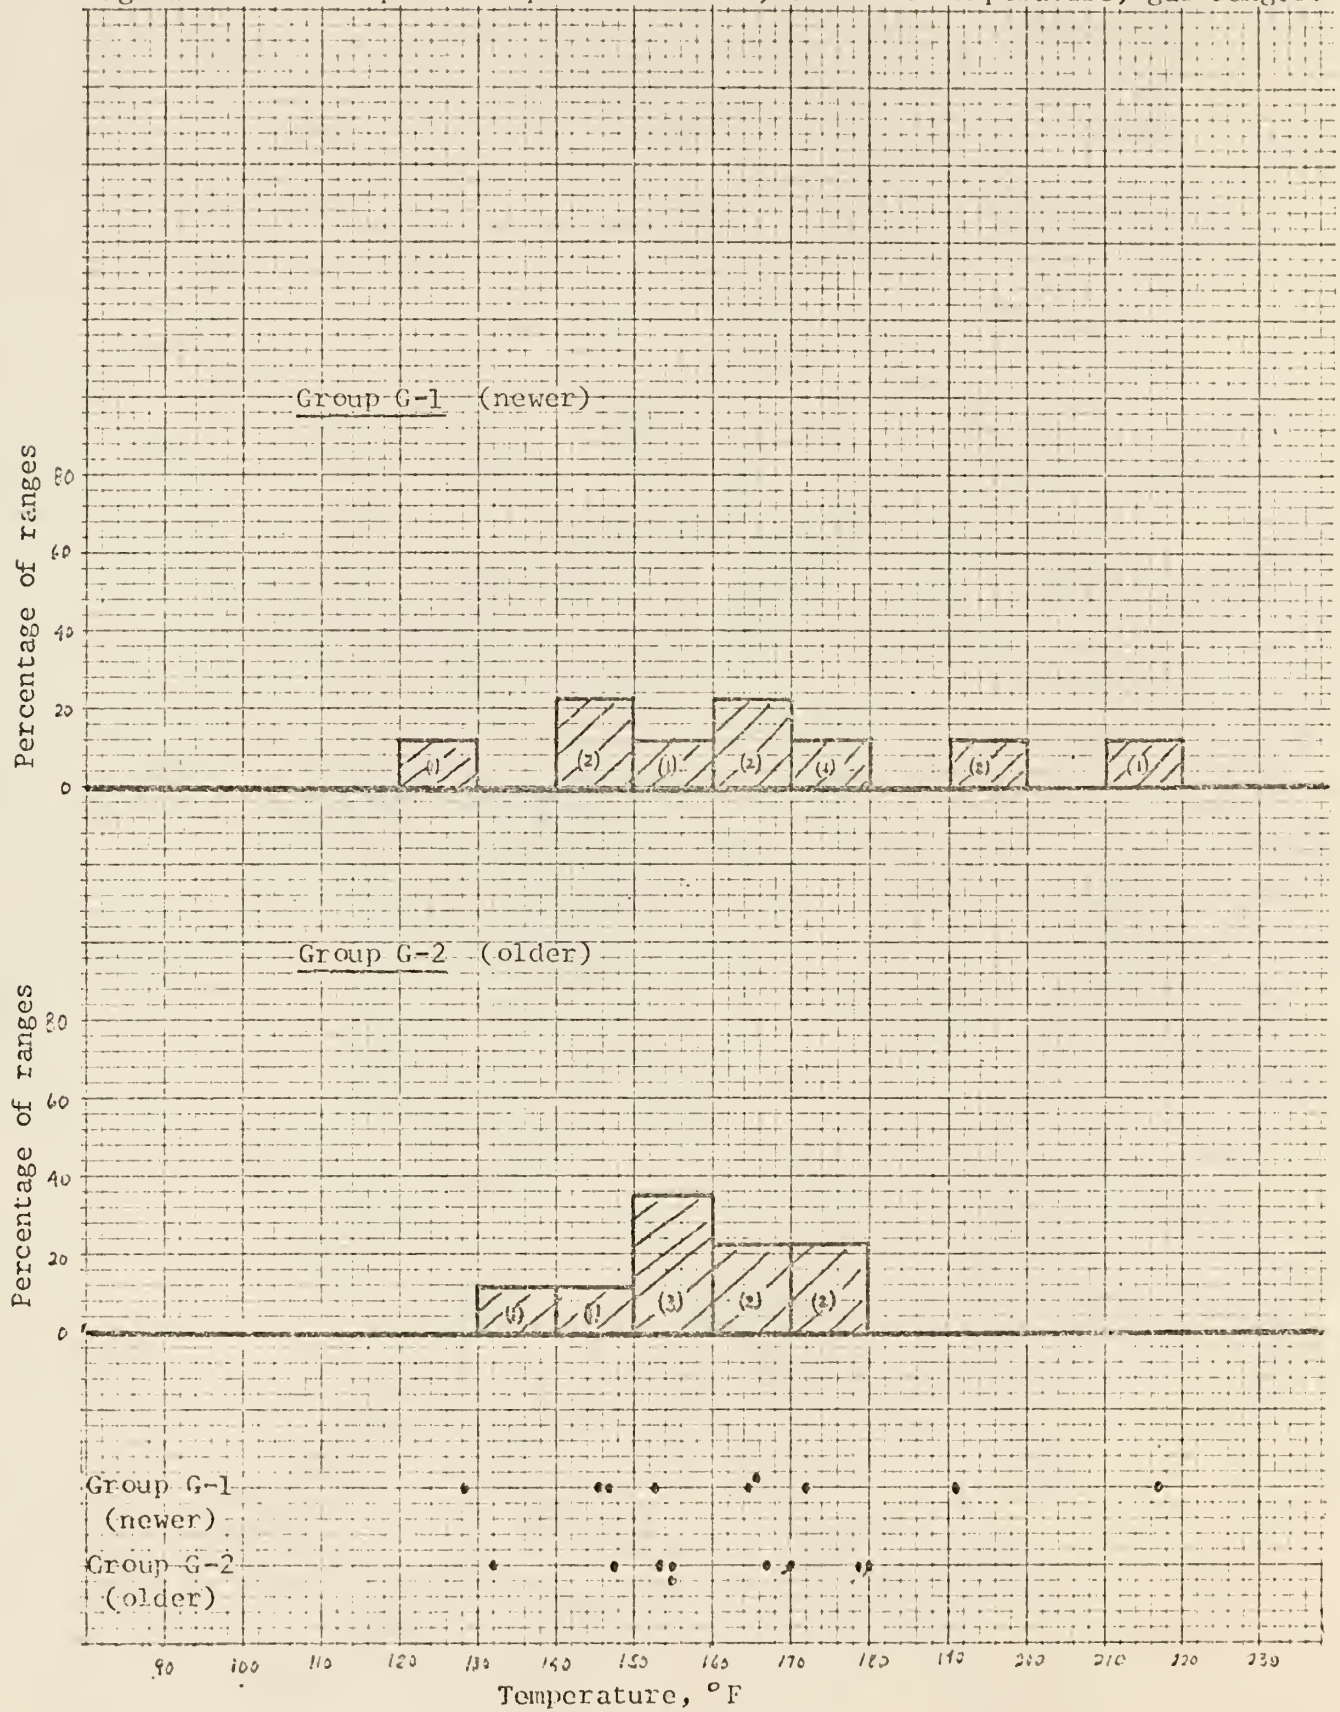 Group G-1 (newer)
Percentage of ranges
80
60
40
20
0
(1) (2) (1) (2) (1) (1)
Group G-2 (older)
Percentage of ranges
80
60
40
20
0
(1) (1) (3) (2) (2)
Group G-1
(newer)
Group G-2
(older)
90 100 110 120 130 140 150 160 170 180 190 200 210 220 230
Temperature, °F